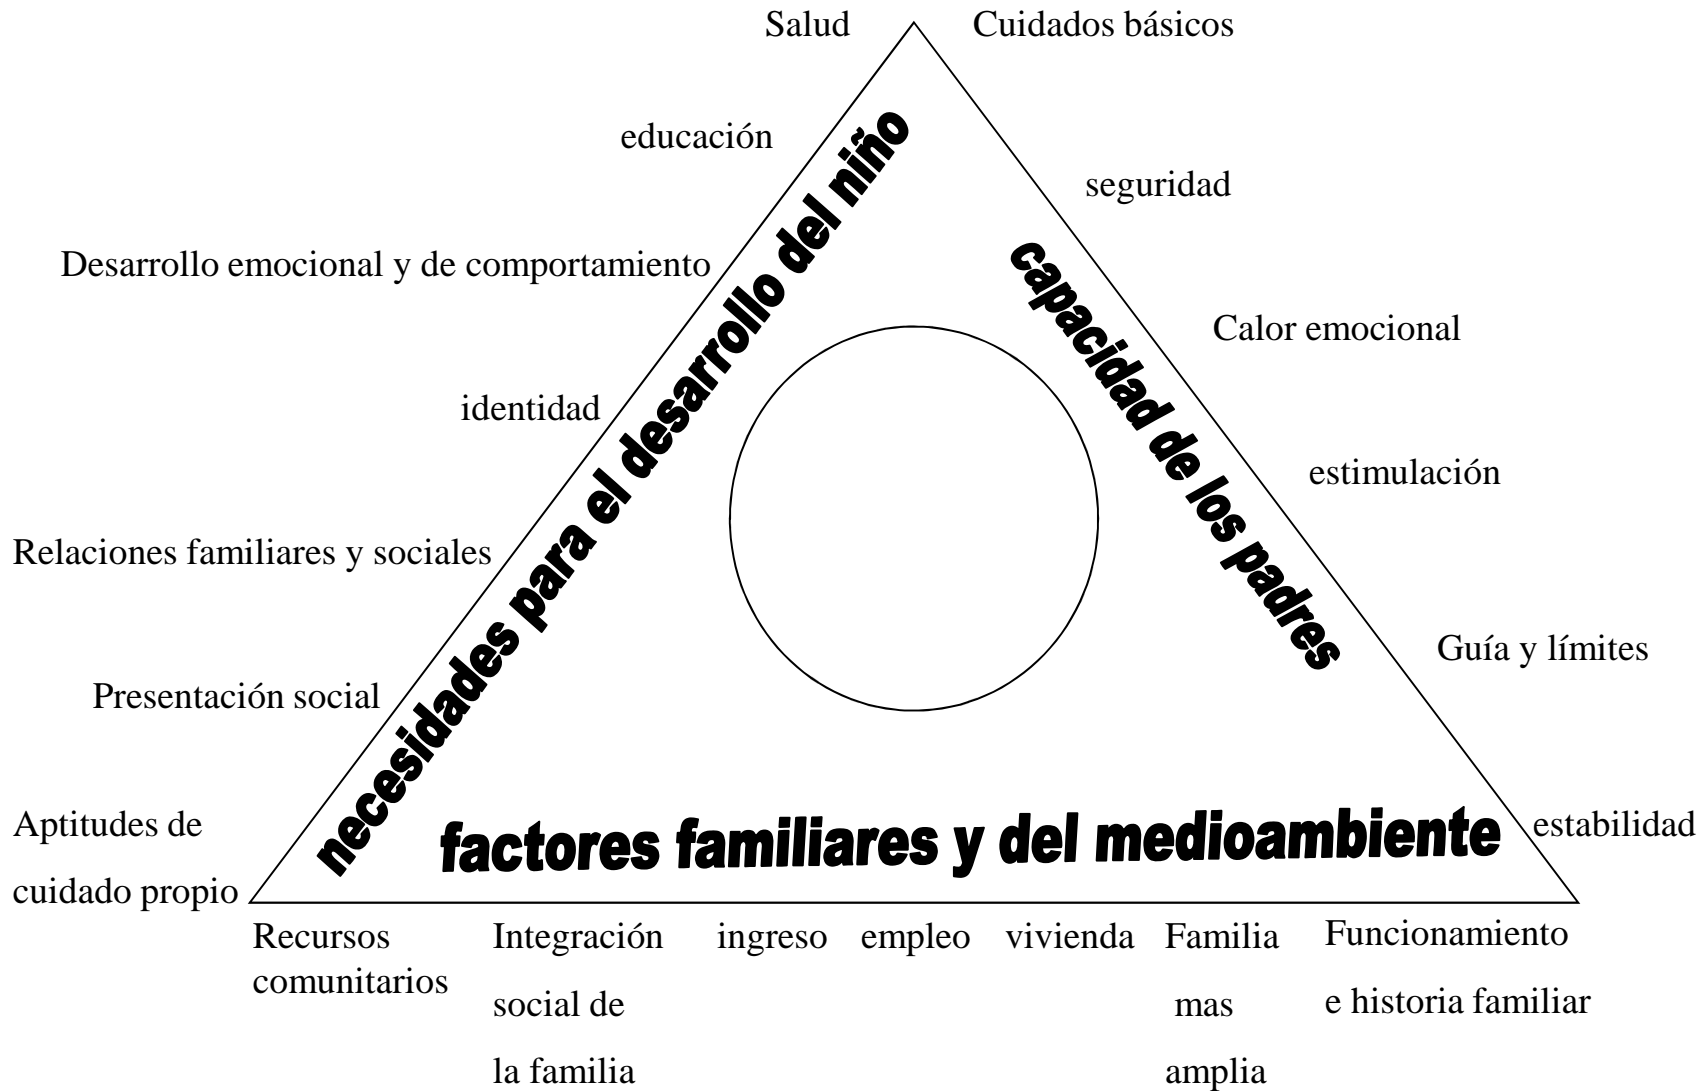 Salud
Cuidados básicos
educación
seguridad
Desarrollo emocional y de comportamiento
Calor emocional
identidad
estimulación
Relaciones familiares y sociales
Guía y límites
Presentación social
Aptitudes de
cuidado propio
estabilidad
necesidades para el desarrollo del niño
capacidad de los padres
factores familiares y del medioambiente
Recursos
comunitarios
Integración
social de
la familia
ingreso
empleo
vivienda
Familia
mas
amplia
Funcionamiento
e historia familiar